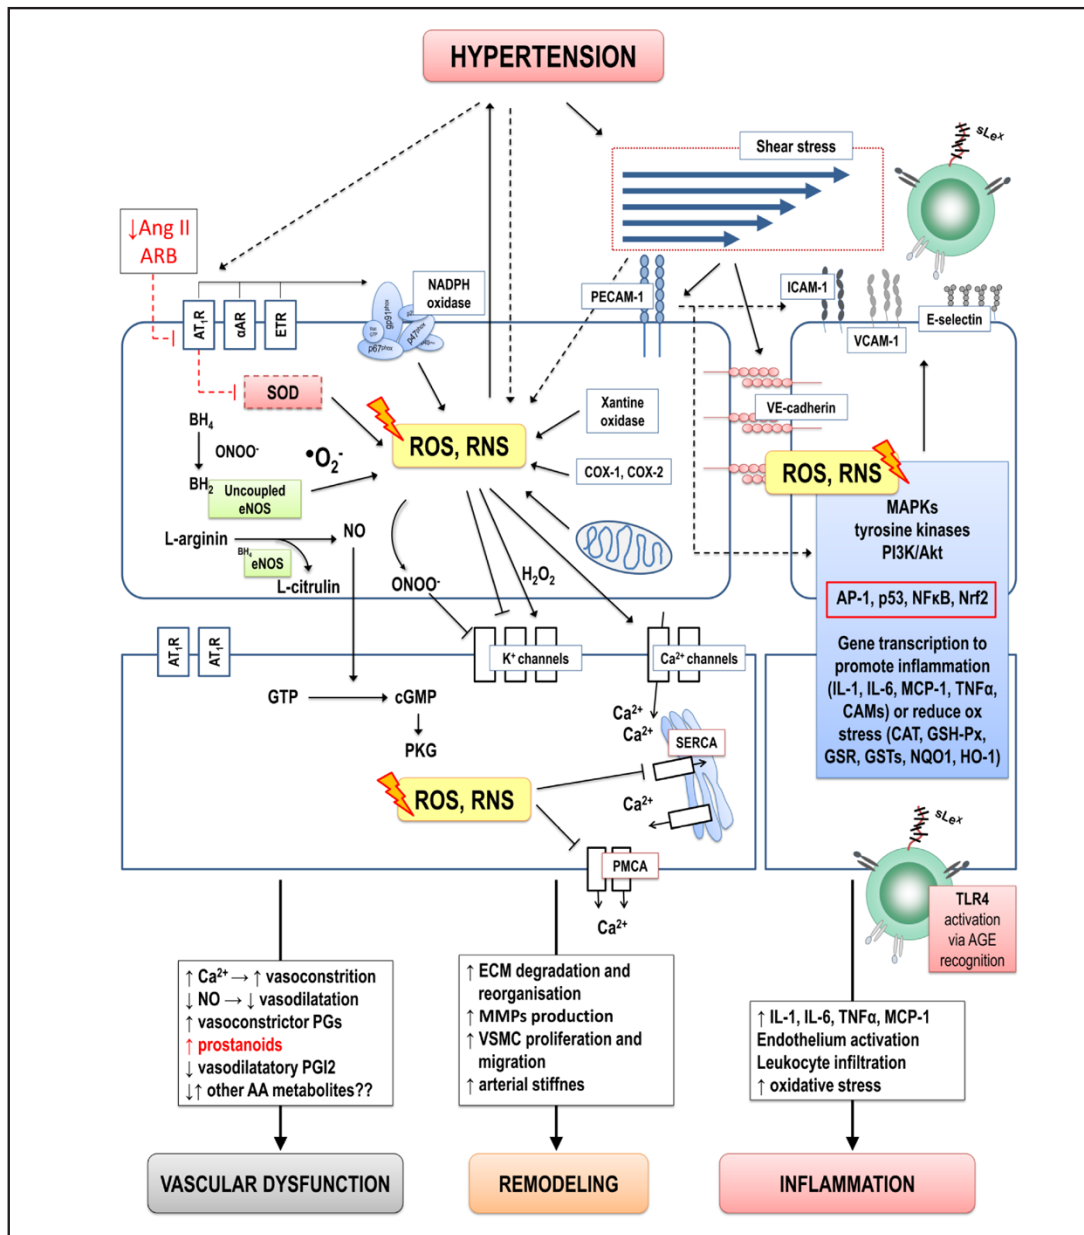 HYPERTENSION
Shear stress
sLeˣ
↓Ang II
ARB
NADPH
oxidase
gp91ᵖʰᵒˣ
p47ᵖʰᵒˣ
p67ᵖʰᵒˣ
PECAM-1
ICAM-1
E-selectin
VCAM-1
AT₁R
αAR
ETR
SOD
VE-cadherin
Xantine
oxidase
BH₄
ONOO⁻
BH₂
Uncoupled
eNOS
•O₂⁻
ROS, RNS
COX-1, COX-2
ROS, RNS
MAPKs
tyrosine kinases
PI3K/Akt
L-arginin
NO
BH₄
eNOS
L-citrulin
ONOO⁻
H₂O₂
AP-1, p53, NFκB, Nrf2
Gene transcription to
promote inflammation
(IL-1, IL-6, MCP-1, TNFα,
CAMs) or reduce ox
stress (CAT, GSH-Px,
GSR, GSTs, NQO1, HO-1)
AT₁R
AT₁R
K⁺ channels
Ca²⁺ channels
GTP
cGMP
PKG
Ca²⁺
Ca²⁺
SERCA
ROS, RNS
Ca²⁺
PMCA
Ca²⁺
sLeˣ
TLR4
activation
via AGE
recognition
↑ Ca²⁺ → ↑ vasoconstrition
↓ NO → ↓ vasodilatation
↑ vasoconstrictor PGs
↑ prostanoids
↓ vasodilatatory PGI2
↓↑ other AA metabolites??
↑ ECM degradation and
reorganisation
↑ MMPs production
↑ VSMC proliferation and
migration
↑ arterial stiffnes
↑ IL-1, IL-6, TNFα, MCP-1
Endothelium activation
Leukocyte infiltration
↑ oxidative stress
VASCULAR DYSFUNCTION
REMODELING
INFLAMMATION